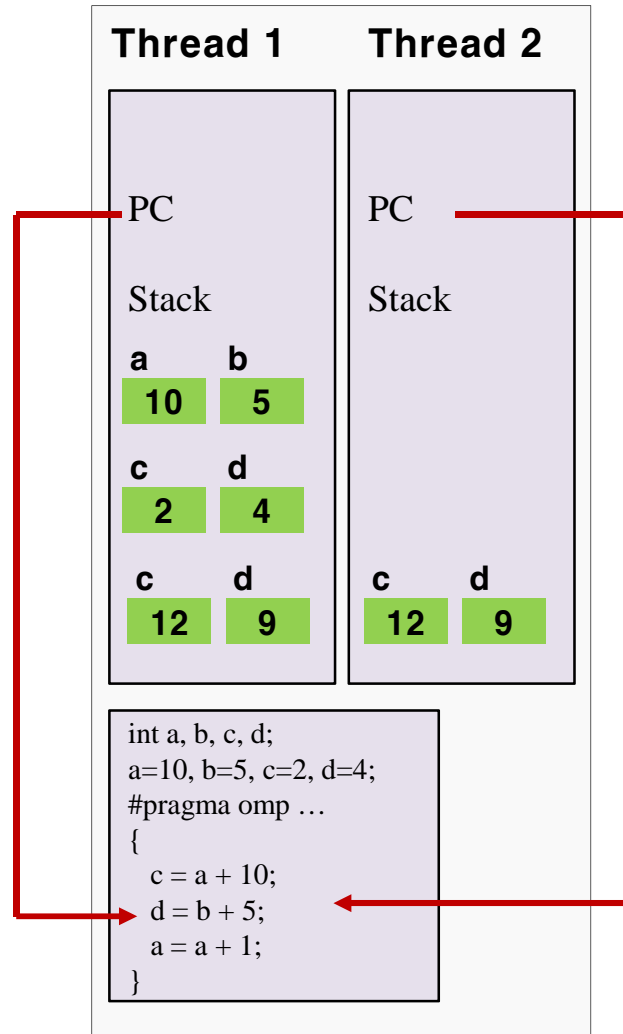 Thread 1 Thread 2
PC PC
Stack Stack
a b
10 5
c d
2 4
c d c d
12 9 12 9
int a, b, c, d;
a=10, b=5, c=2, d=4;
#pragma omp …
{
c = a + 10;
d = b + 5;
a = a + 1;
}